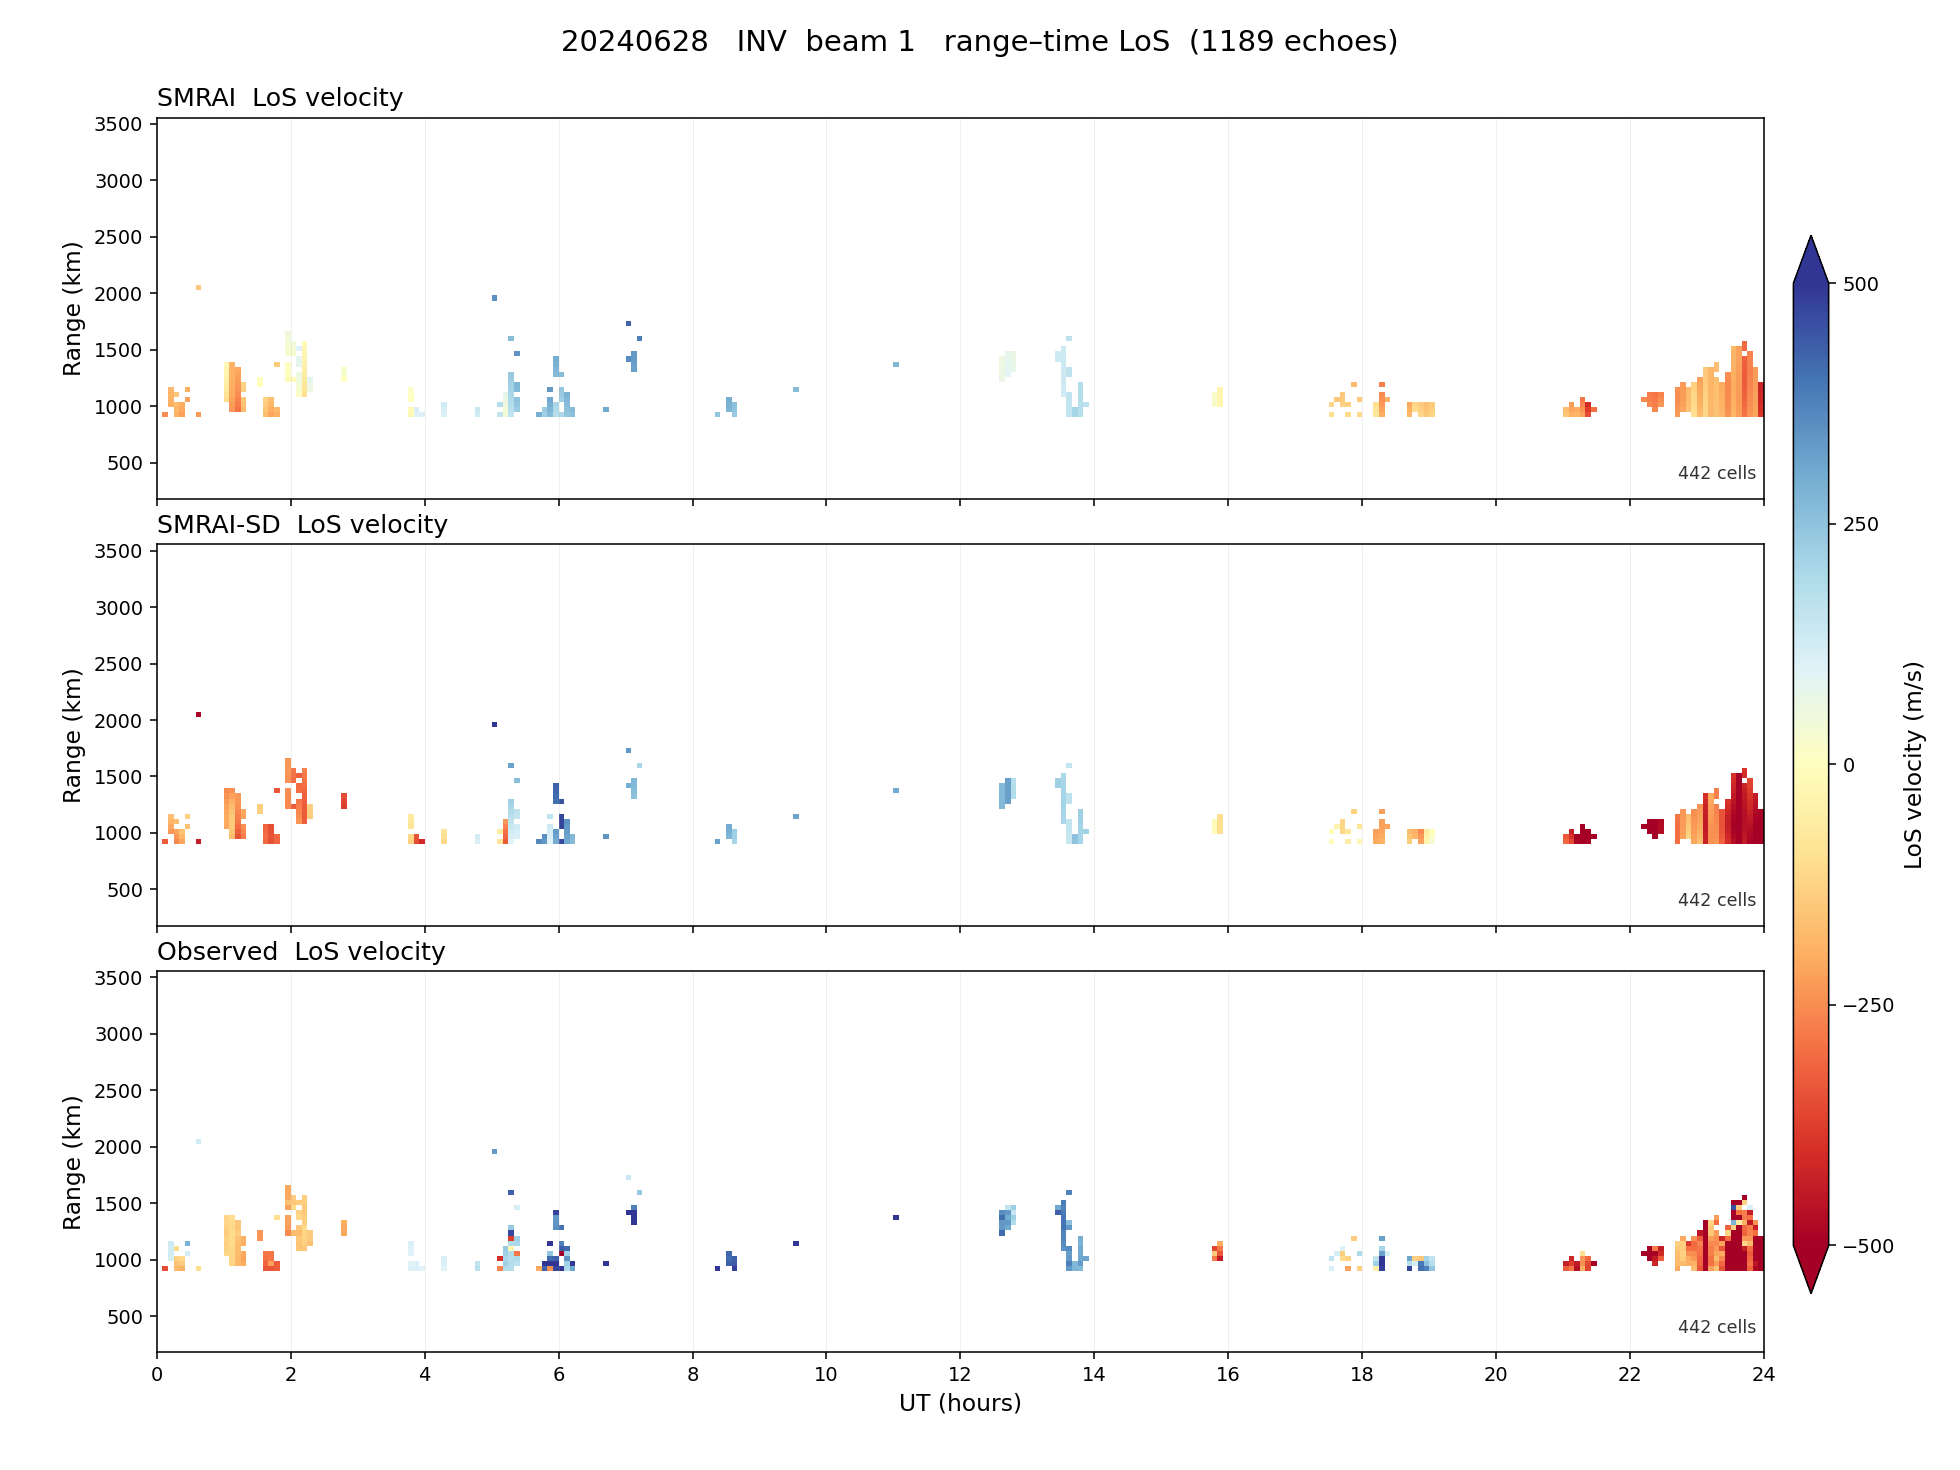 20240628   INV  beam 1   range–time LoS  (1189 echoes)
SMRAI  LoS velocity
3500
3000
2500
2000
1500
1000
500
Range (km)
442 cells
SMRAI-SD  LoS velocity
3500
3000
2500
2000
1500
1000
500
Range (km)
442 cells
Observed  LoS velocity
3500
3000
2500
2000
1500
1000
500
Range (km)
442 cells
0 2 4 6 8 10 12 14 16 18 20 22 24
UT (hours)
500
250
0
−250
−500
LoS velocity (m/s)